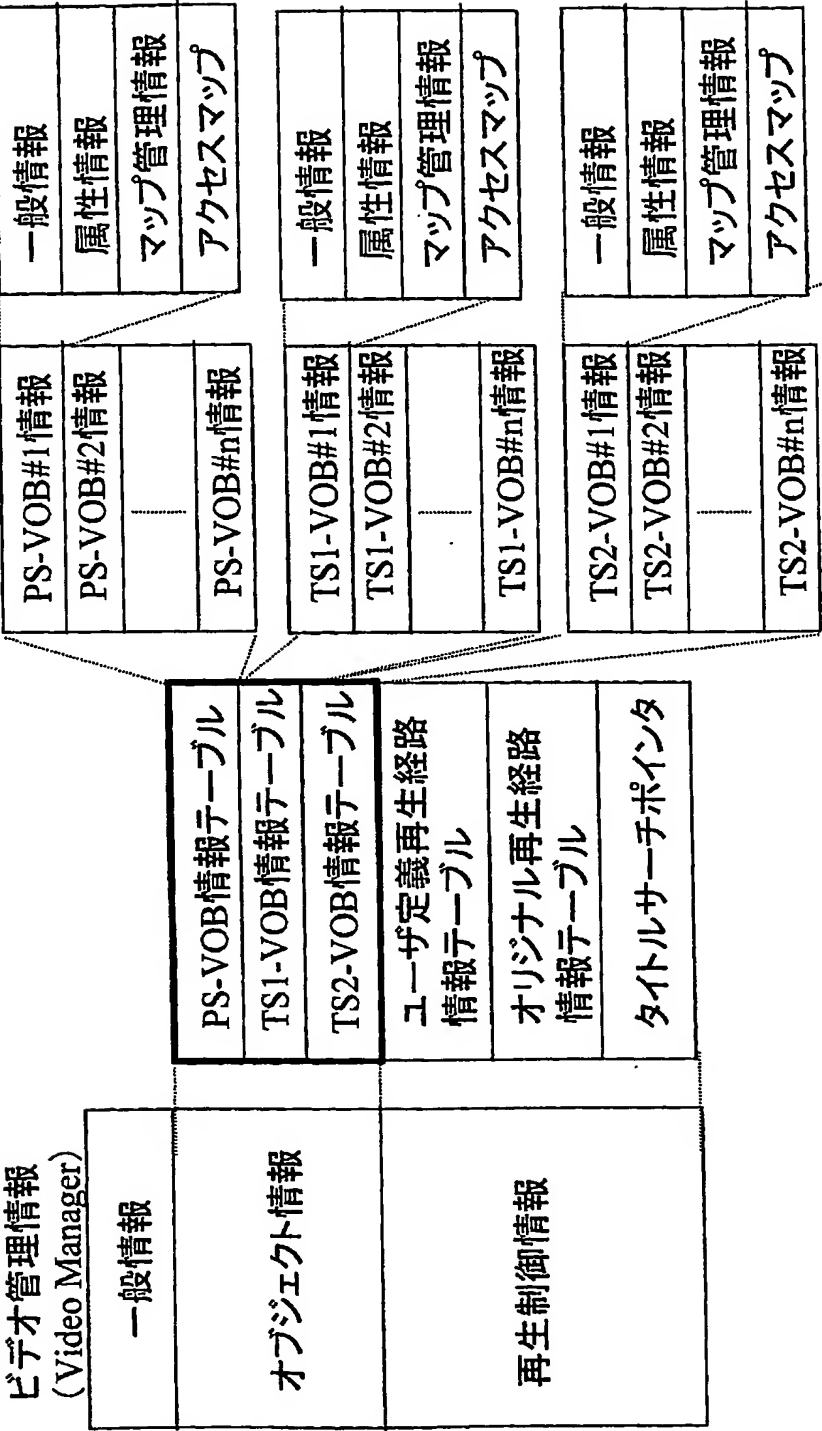 ビデオ管理情報
(Video Manager)
一般情報
オブジェクト情報
再生制御情報
PS-VOB情報テーブル
TS1-VOB情報テーブル
TS2-VOB情報テーブル
ユーザ定義再生経路
情報テーブル
オリジナル再生経路
情報テーブル
タイトルサーチポインタ
PS-VOB#1情報
PS-VOB#2情報
PS-VOB#n情報
TS1-VOB#1情報
TS1-VOB#2情報
TS1-VOB#n情報
TS2-VOB#1情報
TS2-VOB#2情報
TS2-VOB#n情報
一般情報
属性情報
マップ管理情報
アクセスマップ
一般情報
属性情報
マップ管理情報
アクセスマップ
一般情報
属性情報
マップ管理情報
アクセスマップ